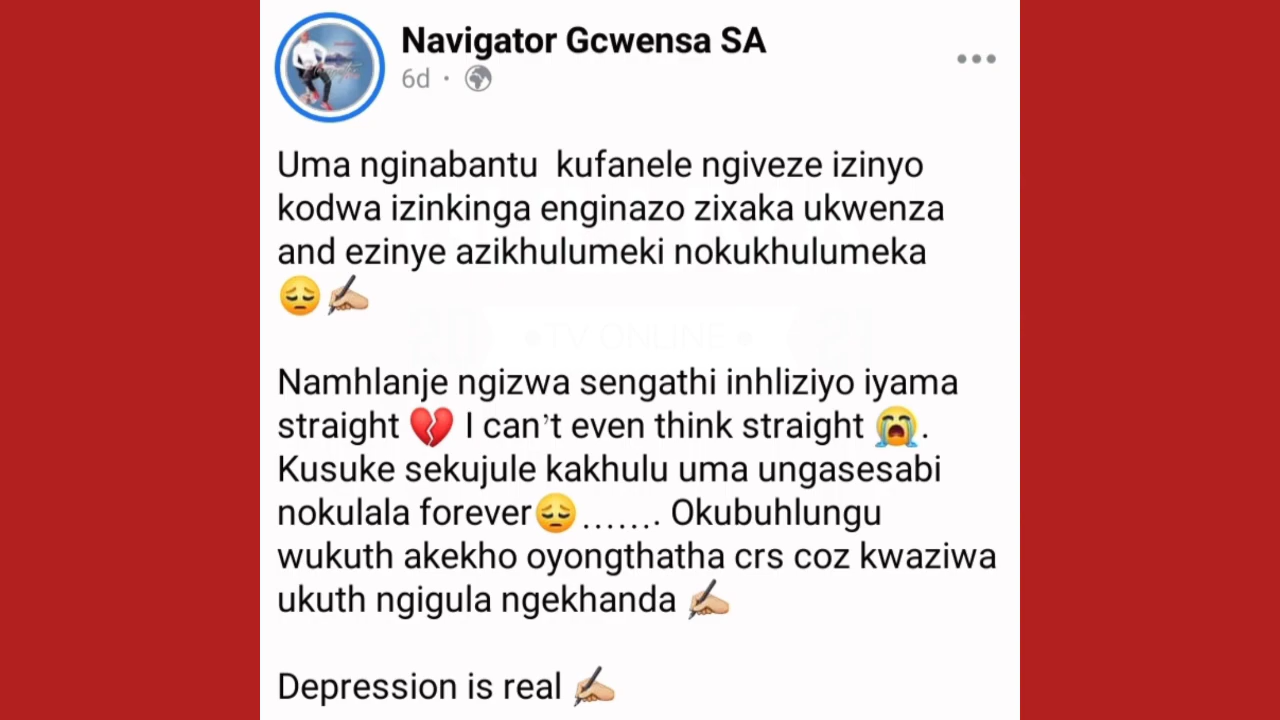 Navigator Gcwensa SA
6d ·
Uma nginabantu kufanele ngiveze izinyo
kodwa izinkinga enginazo zixaka ukwenza
and ezinye azikhulumeki nokukhulumeka
😔✍🏼
•TV ONLINE •
Namhlanje ngizwa sengathi inhliziyo iyama
straight 💔 I can't even think straight 😭.
Kusuke sekujule kakhulu uma ungasesabi
nokulala forever😔……. Okubuhlungu
wukuth akekho oyongthatha crs coz kwaziwa
ukuth ngigula ngekhanda ✍🏼
Depression is real ✍🏼